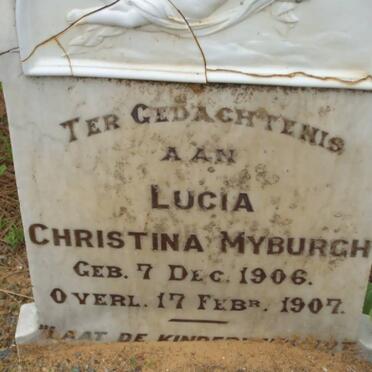 TER GEDACHTENIS
AAN
LUCIA
CHRISTINA MYBURGH
GEB. 7 DEC. 1906.
OVERL. 17 FEBR. 1907.
"LAAT DE